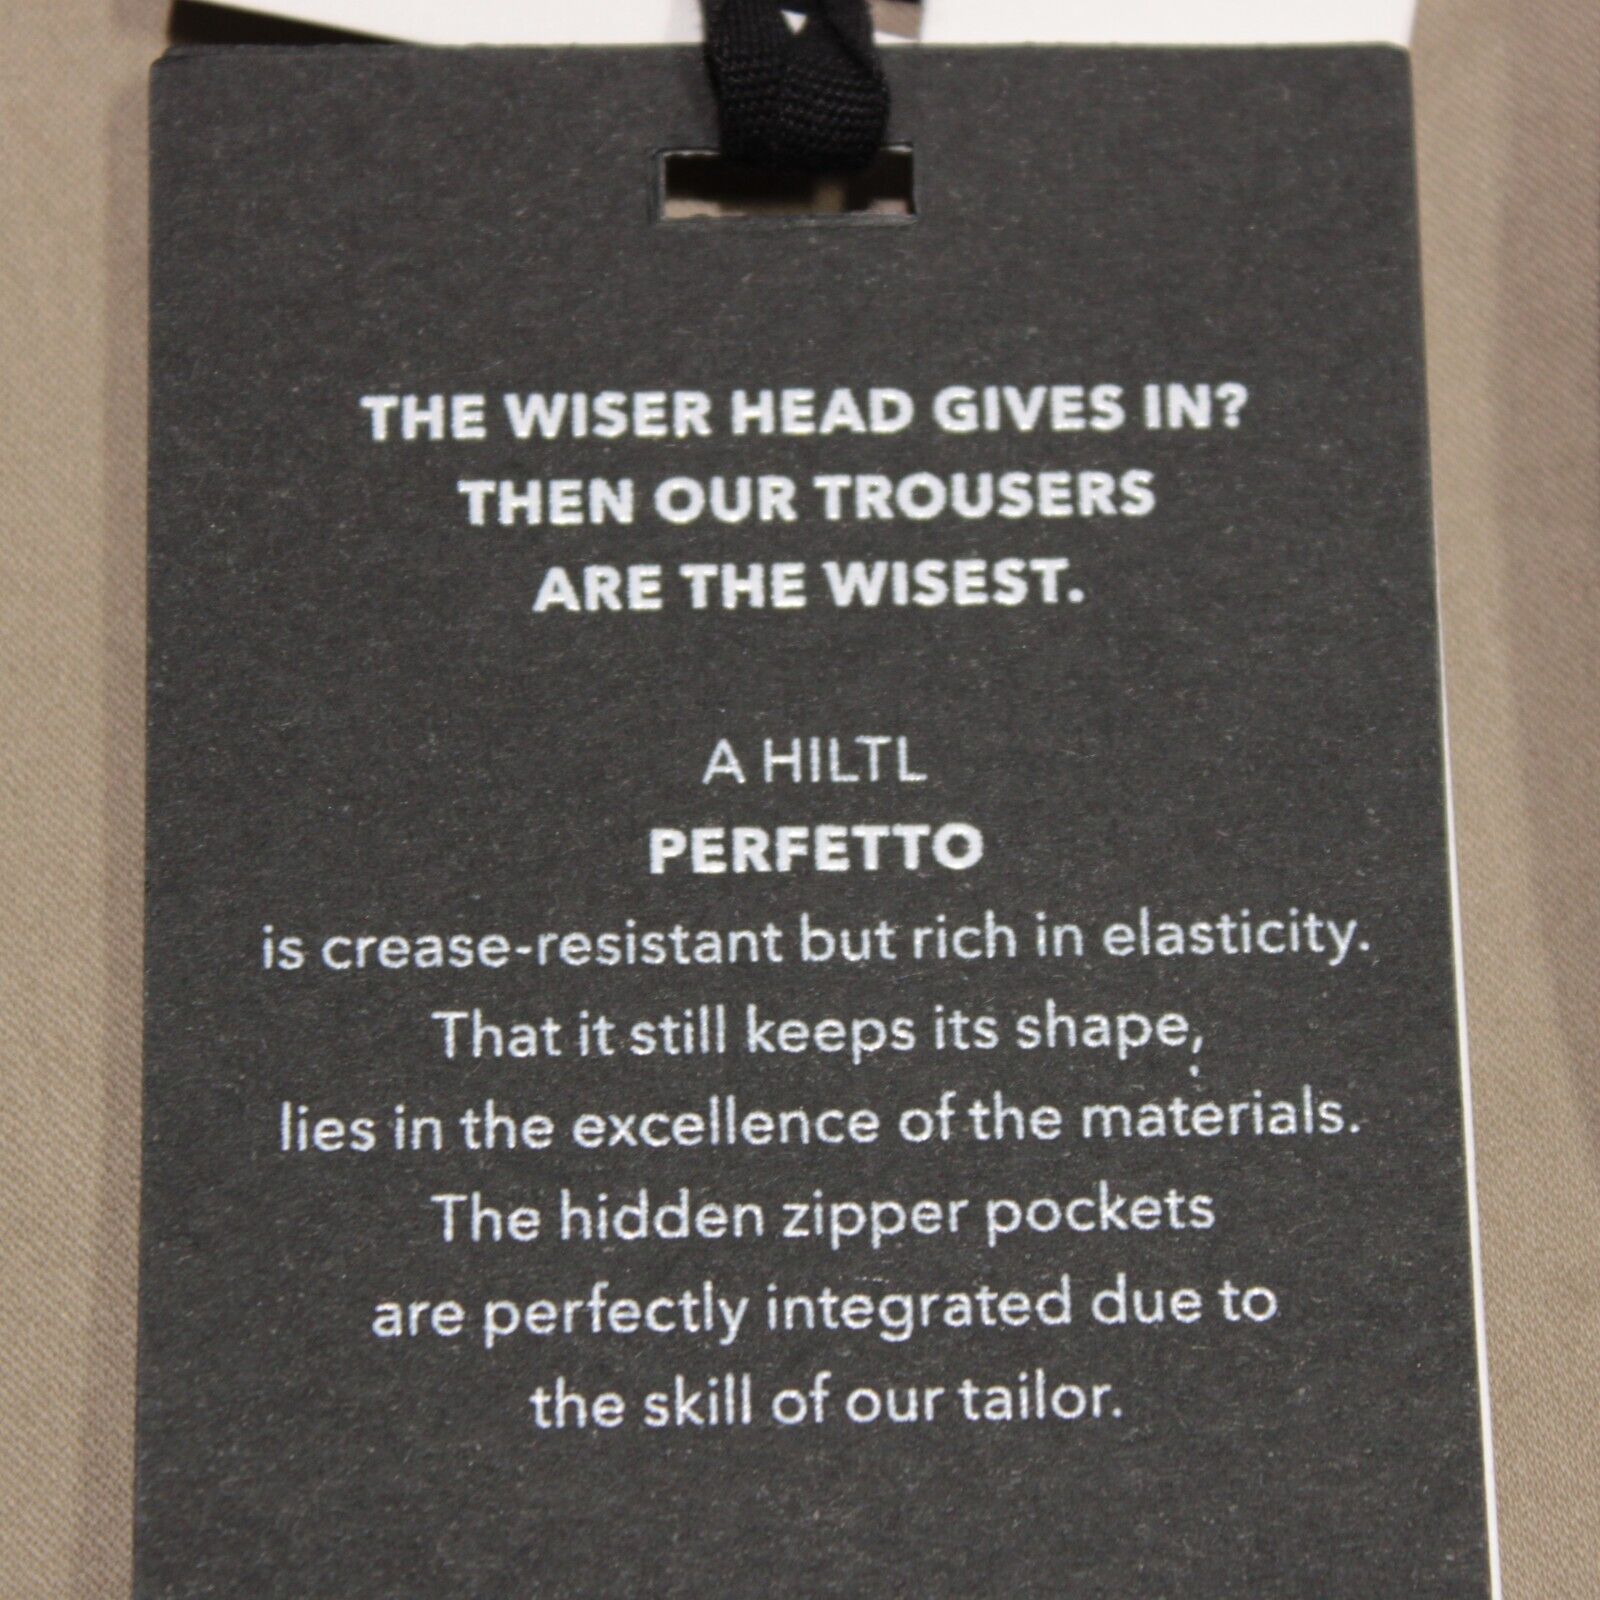 THE WISER HEAD GIVES IN?
THEN OUR TROUSERS
ARE THE WISEST.
A HILTL
PERFETTO
is crease-resistant but rich in elasticity.
That it still keeps its shape,
lies in the excellence of the materials.
The hidden zipper pockets
are perfectly integrated due to
the skill of our tailor.